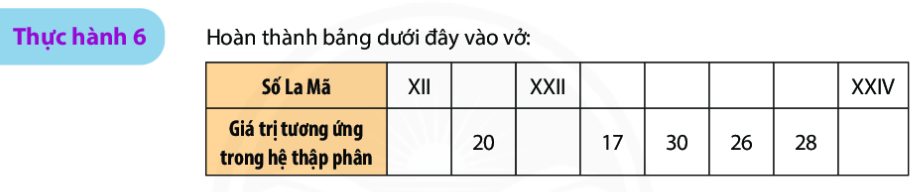 Thực hành 6
Hoàn thành bảng dưới đây vào vở:
Số La Mã XII XXII XXIV
Giá trị tương ứng
trong hệ thập phân 20 17 30 26 28